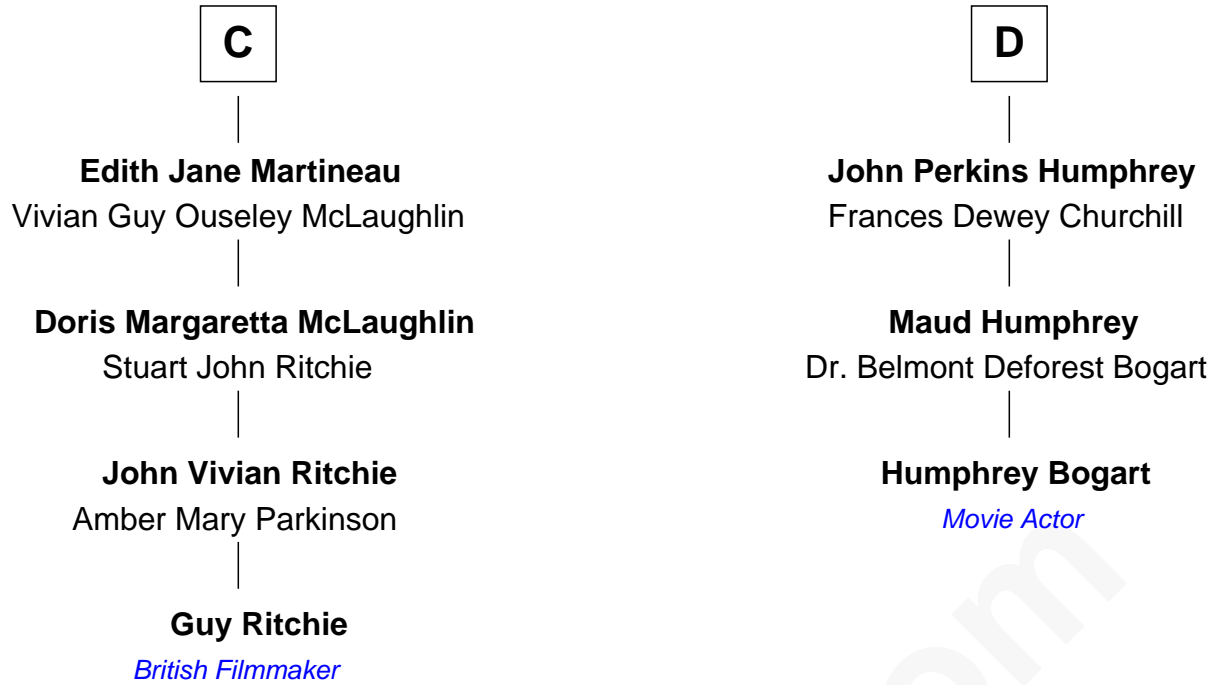 C
Edith Jane Martineau
Vivian Guy Ouseley McLaughlin
Doris Margaretta McLaughlin
Stuart John Ritchie
John Vivian Ritchie
Amber Mary Parkinson
Guy Ritchie
British Filmmaker
D
John Perkins Humphrey
Frances Dewey Churchill
Maud Humphrey
Dr. Belmont Deforest Bogart
Humphrey Bogart
Movie Actor
om